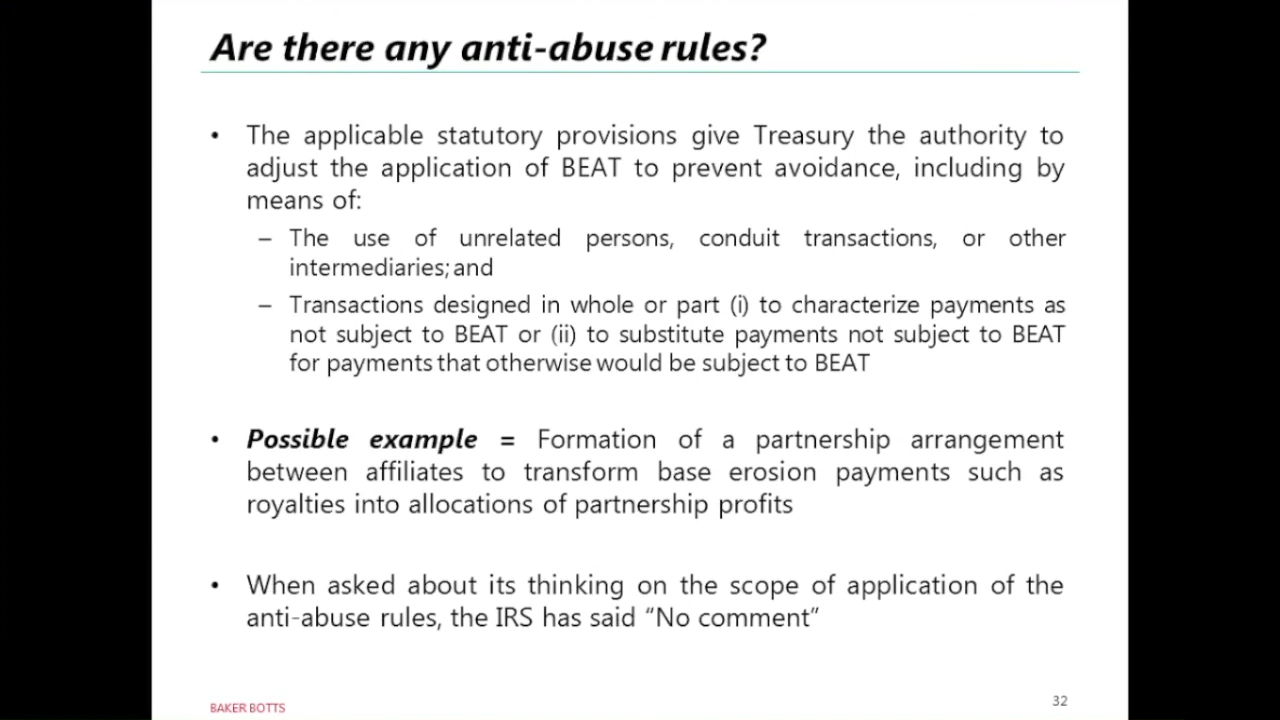 Are there any anti-abuse rules?
• The applicable statutory provisions give Treasury the authority to
adjust the application of BEAT to prevent avoidance, including by
means of:
– The use of unrelated persons, conduit transactions, or other
intermediaries; and
– Transactions designed in whole or part (i) to characterize payments as
not subject to BEAT or (ii) to substitute payments not subject to BEAT
for payments that otherwise would be subject to BEAT
• Possible example = Formation of a partnership arrangement
between affiliates to transform base erosion payments such as
royalties into allocations of partnership profits
• When asked about its thinking on the scope of application of the
anti-abuse rules, the IRS has said “No comment”
BAKER BOTTS
32